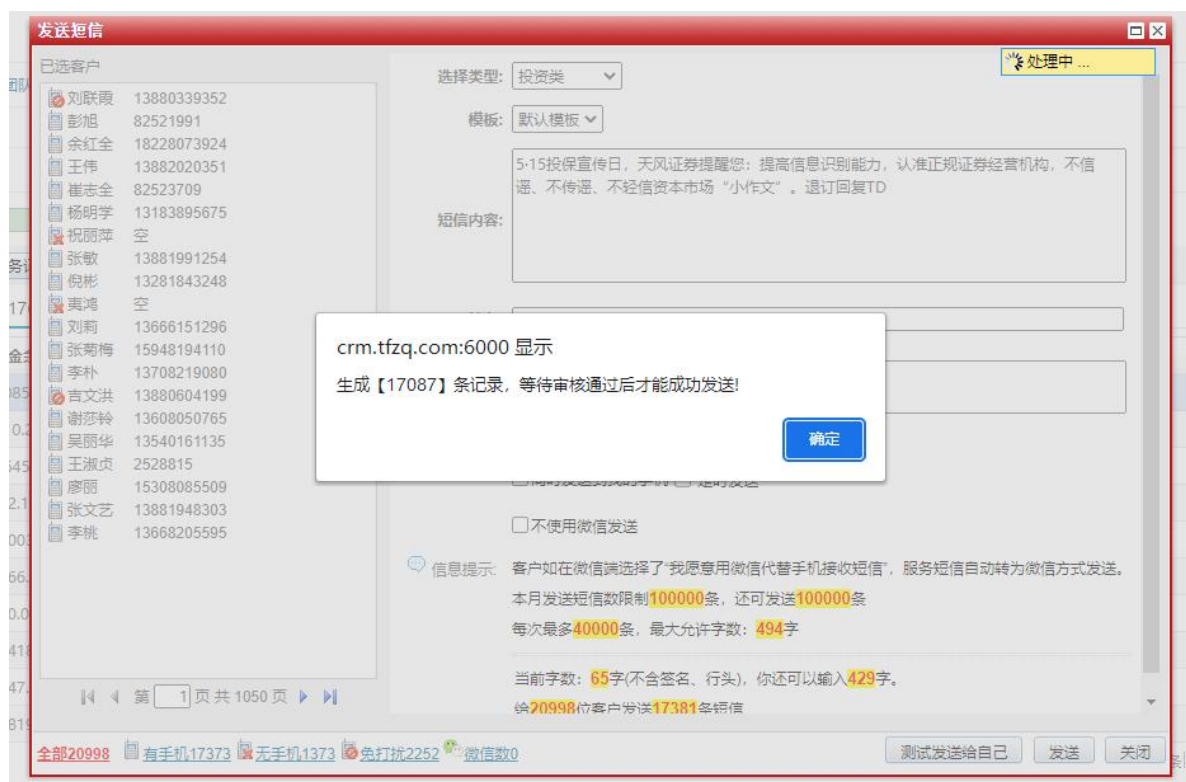 发送短信
已选客户
刘联霞 13880339352
彭旭 82521991
余红全 18228073924
王伟 13882020351
崔志全 82523709
杨明学 13183895675
祝丽萍 空
张敏 13881991254
倪彬 13281843248
夷鸿 空
刘莉 13666151296
张菊梅 15948194110
李朴 13708219080
吉文洪 13880604199
谢莎铃 13608050765
吴丽华 13540161135
王淑贞 2528815
廖丽 15308085509
张文艺 13881948303
李桃 13668205595
第 1 页 共 1050 页
处理中 ...
选择类型: 投资类
模板: 默认模板
短信内容:
5·15投保宣传日，天风证券提醒您：提高信息识别能力，认准正规证券经营机构，不信
谣、不传谣、不轻信资本市场“小作文”。退订回复TD
crm.tfzq.com:6000 显示
生成【17087】条记录，等待审核通过后才能成功发送!
确定
同时发送到我的手机 定时发送
不使用微信发送
信息提示: 客户如在微信端选择了“我愿意用微信代替手机接收短信”，服务短信自动转为微信方式发送。
本月发送短信数限制100000条，还可发送100000条
每次最多40000条，最大允许字数：494字
当前字数：65字(不含签名、行头)，你还可以输入429字。
给20998位客户发送17381条短信
全部20998 有手机17373 无手机1373 免打扰2252 微信数0
测试发送给自己 发送 关闭